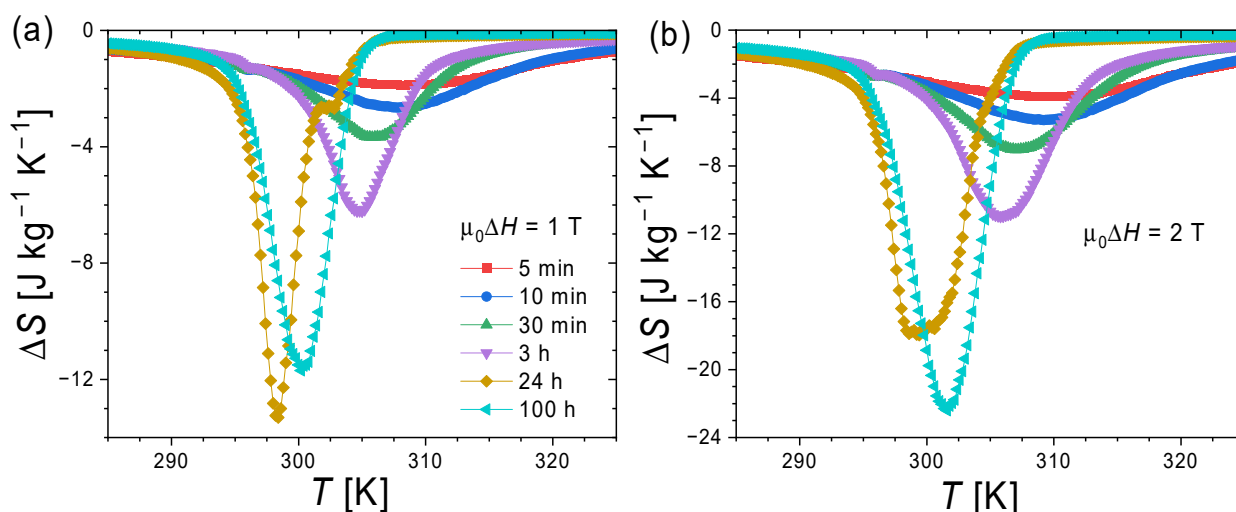 (a)
0
−4
−8
−12
ΔS [J kg⁻¹ K⁻¹]
μ₀ΔH = 1 T
5 min
10 min
30 min
3 h
24 h
100 h
290 300 310 320
T [K]
(b)
0
−4
−8
−12
−16
−20
−24
ΔS [J kg⁻¹ K⁻¹]
μ₀ΔH = 2 T
290 300 310 320
T [K]